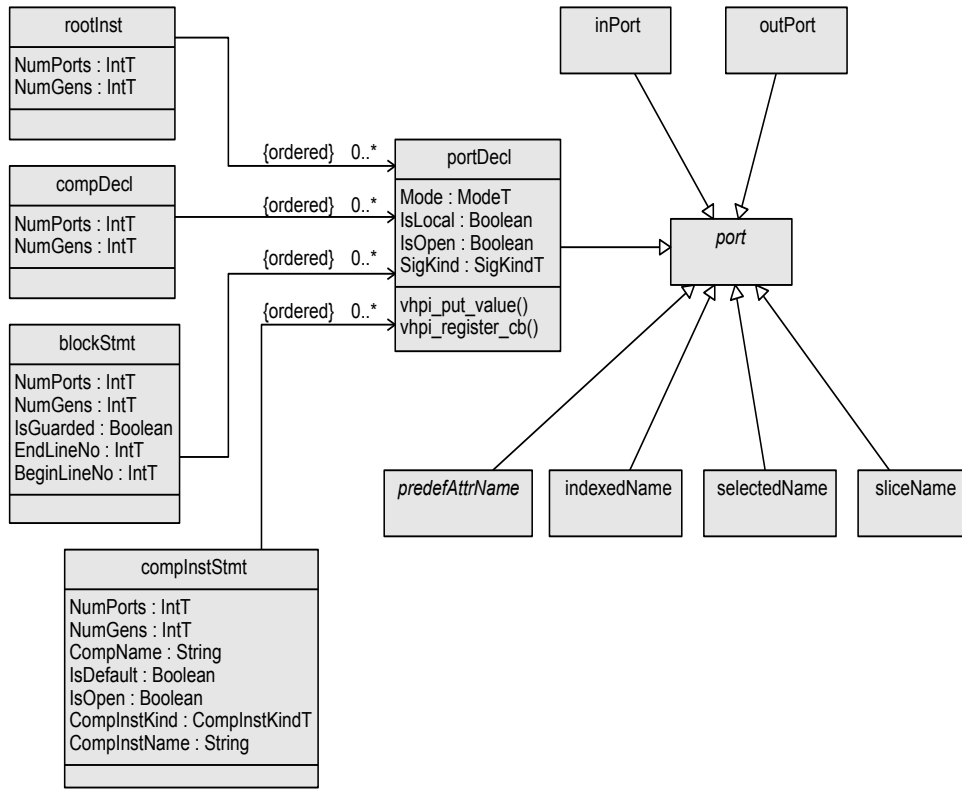 rootInst
NumPorts : IntT
NumGens : IntT
inPort
outPort
{ordered} 0..*
compDecl
NumPorts : IntT
NumGens : IntT
{ordered} 0..*
{ordered} 0..*
{ordered} 0..*
portDecl
Mode : ModeT
IsLocal : Boolean
IsOpen : Boolean
SigKind : SigKindT
vhpi_put_value()
vhpi_register_cb()
port
blockStmt
NumPorts : IntT
NumGens : IntT
IsGuarded : Boolean
EndLineNo : IntT
BeginLineNo : IntT
predefAttrName
indexedName
selectedName
sliceName
compInstStmt
NumPorts : IntT
NumGens : IntT
CompName : String
IsDefault : Boolean
IsOpen : Boolean
CompInstKind : CompInstKindT
CompInstName : String